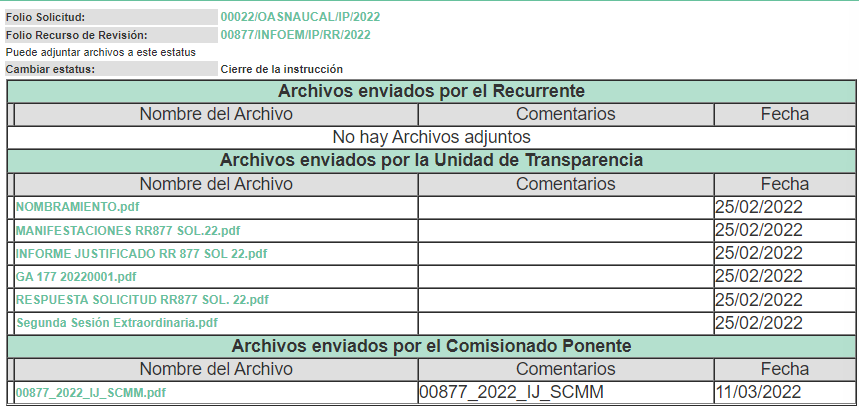 Folio Solicitud: 00022/OASNAUCAL/IP/2022
Folio Recurso de Revisión: 00877/INFOEM/IP/RR/2022
Puede adjuntar archivos a este estatus
Cambiar estatus: Cierre de la instrucción
Archivos enviados por el Recurrente
Nombre del Archivo Comentarios Fecha
No hay Archivos adjuntos
Archivos enviados por la Unidad de Transparencia
Nombre del Archivo Comentarios Fecha
NOMBRAMIENTO.pdf 25/02/2022
MANIFESTACIONES RR877 SOL.22.pdf 25/02/2022
INFORME JUSTIFICADO RR 877 SOL 22.pdf 25/02/2022
GA 177 20220001.pdf 25/02/2022
RESPUESTA SOLICITUD RR877 SOL. 22.pdf 25/02/2022
Segunda Sesión Extraordinaria.pdf 25/02/2022
Archivos enviados por el Comisionado Ponente
Nombre del Archivo Comentarios Fecha
00877_2022_IJ_SCMM.pdf 00877_2022_IJ_SCMM 11/03/2022